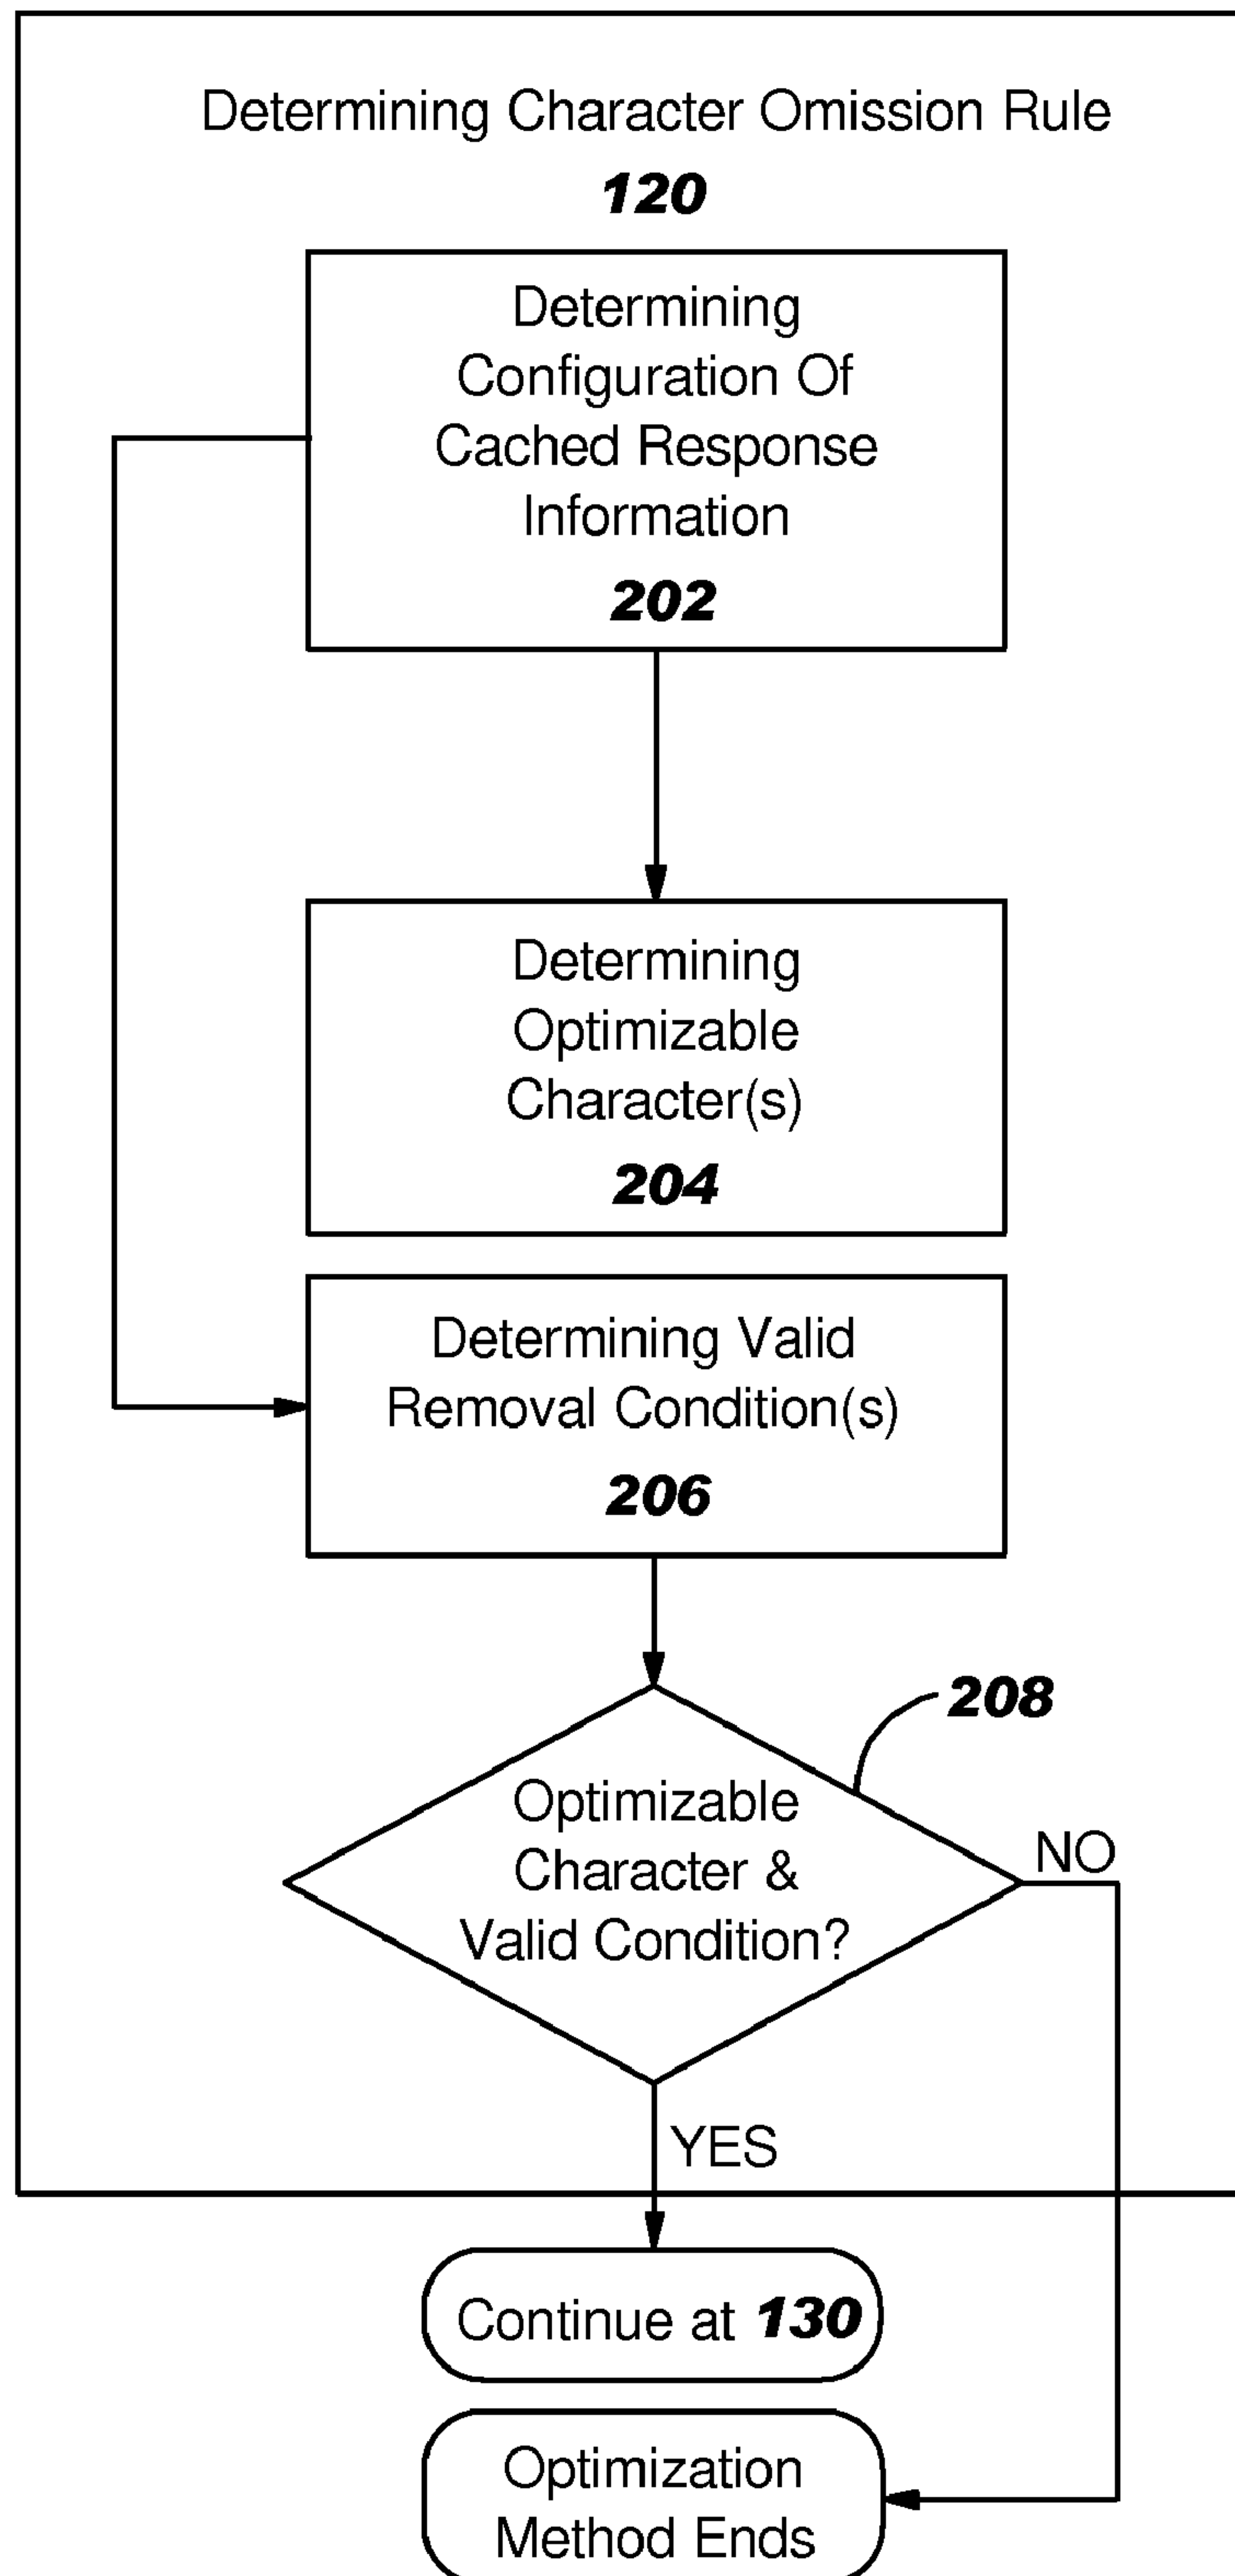 Determining Character Omission Rule
120
Determining
Configuration Of
Cached Response
Information
202
Determining
Optimizable
Character(s)
204
Determining Valid
Removal Condition(s)
206
208
Optimizable
Character &
Valid Condition?
NO
YES
Continue at 130
Optimization
Method Ends